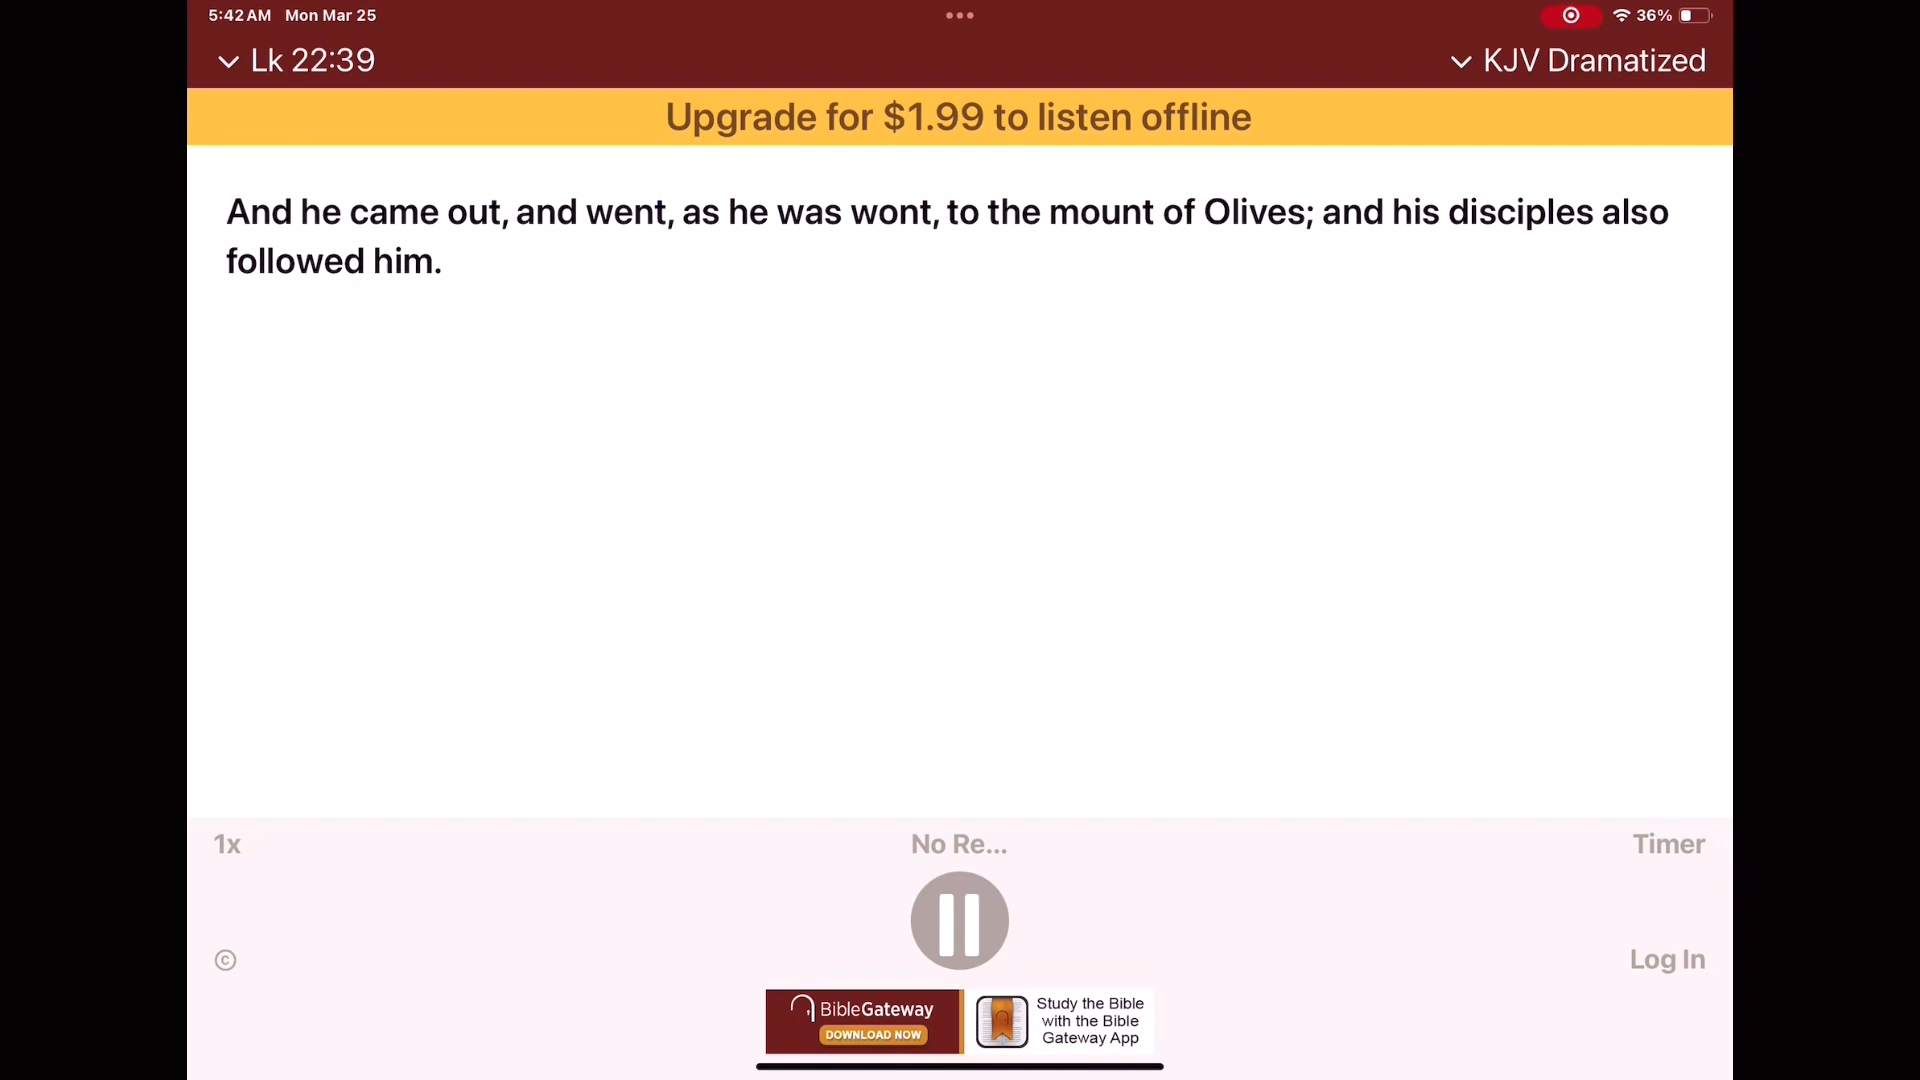 5:42 AM Mon Mar 25
36%
Lk 22:39
KJV Dramatized
Upgrade for $1.99 to listen offline
And he came out, and went, as he was wont, to the mount of Olives; and his disciples also
followed him.
1x
No Re...
Timer
©
Log In
BibleGateway
DOWNLOAD NOW
Study the Bible
with the Bible
Gateway App